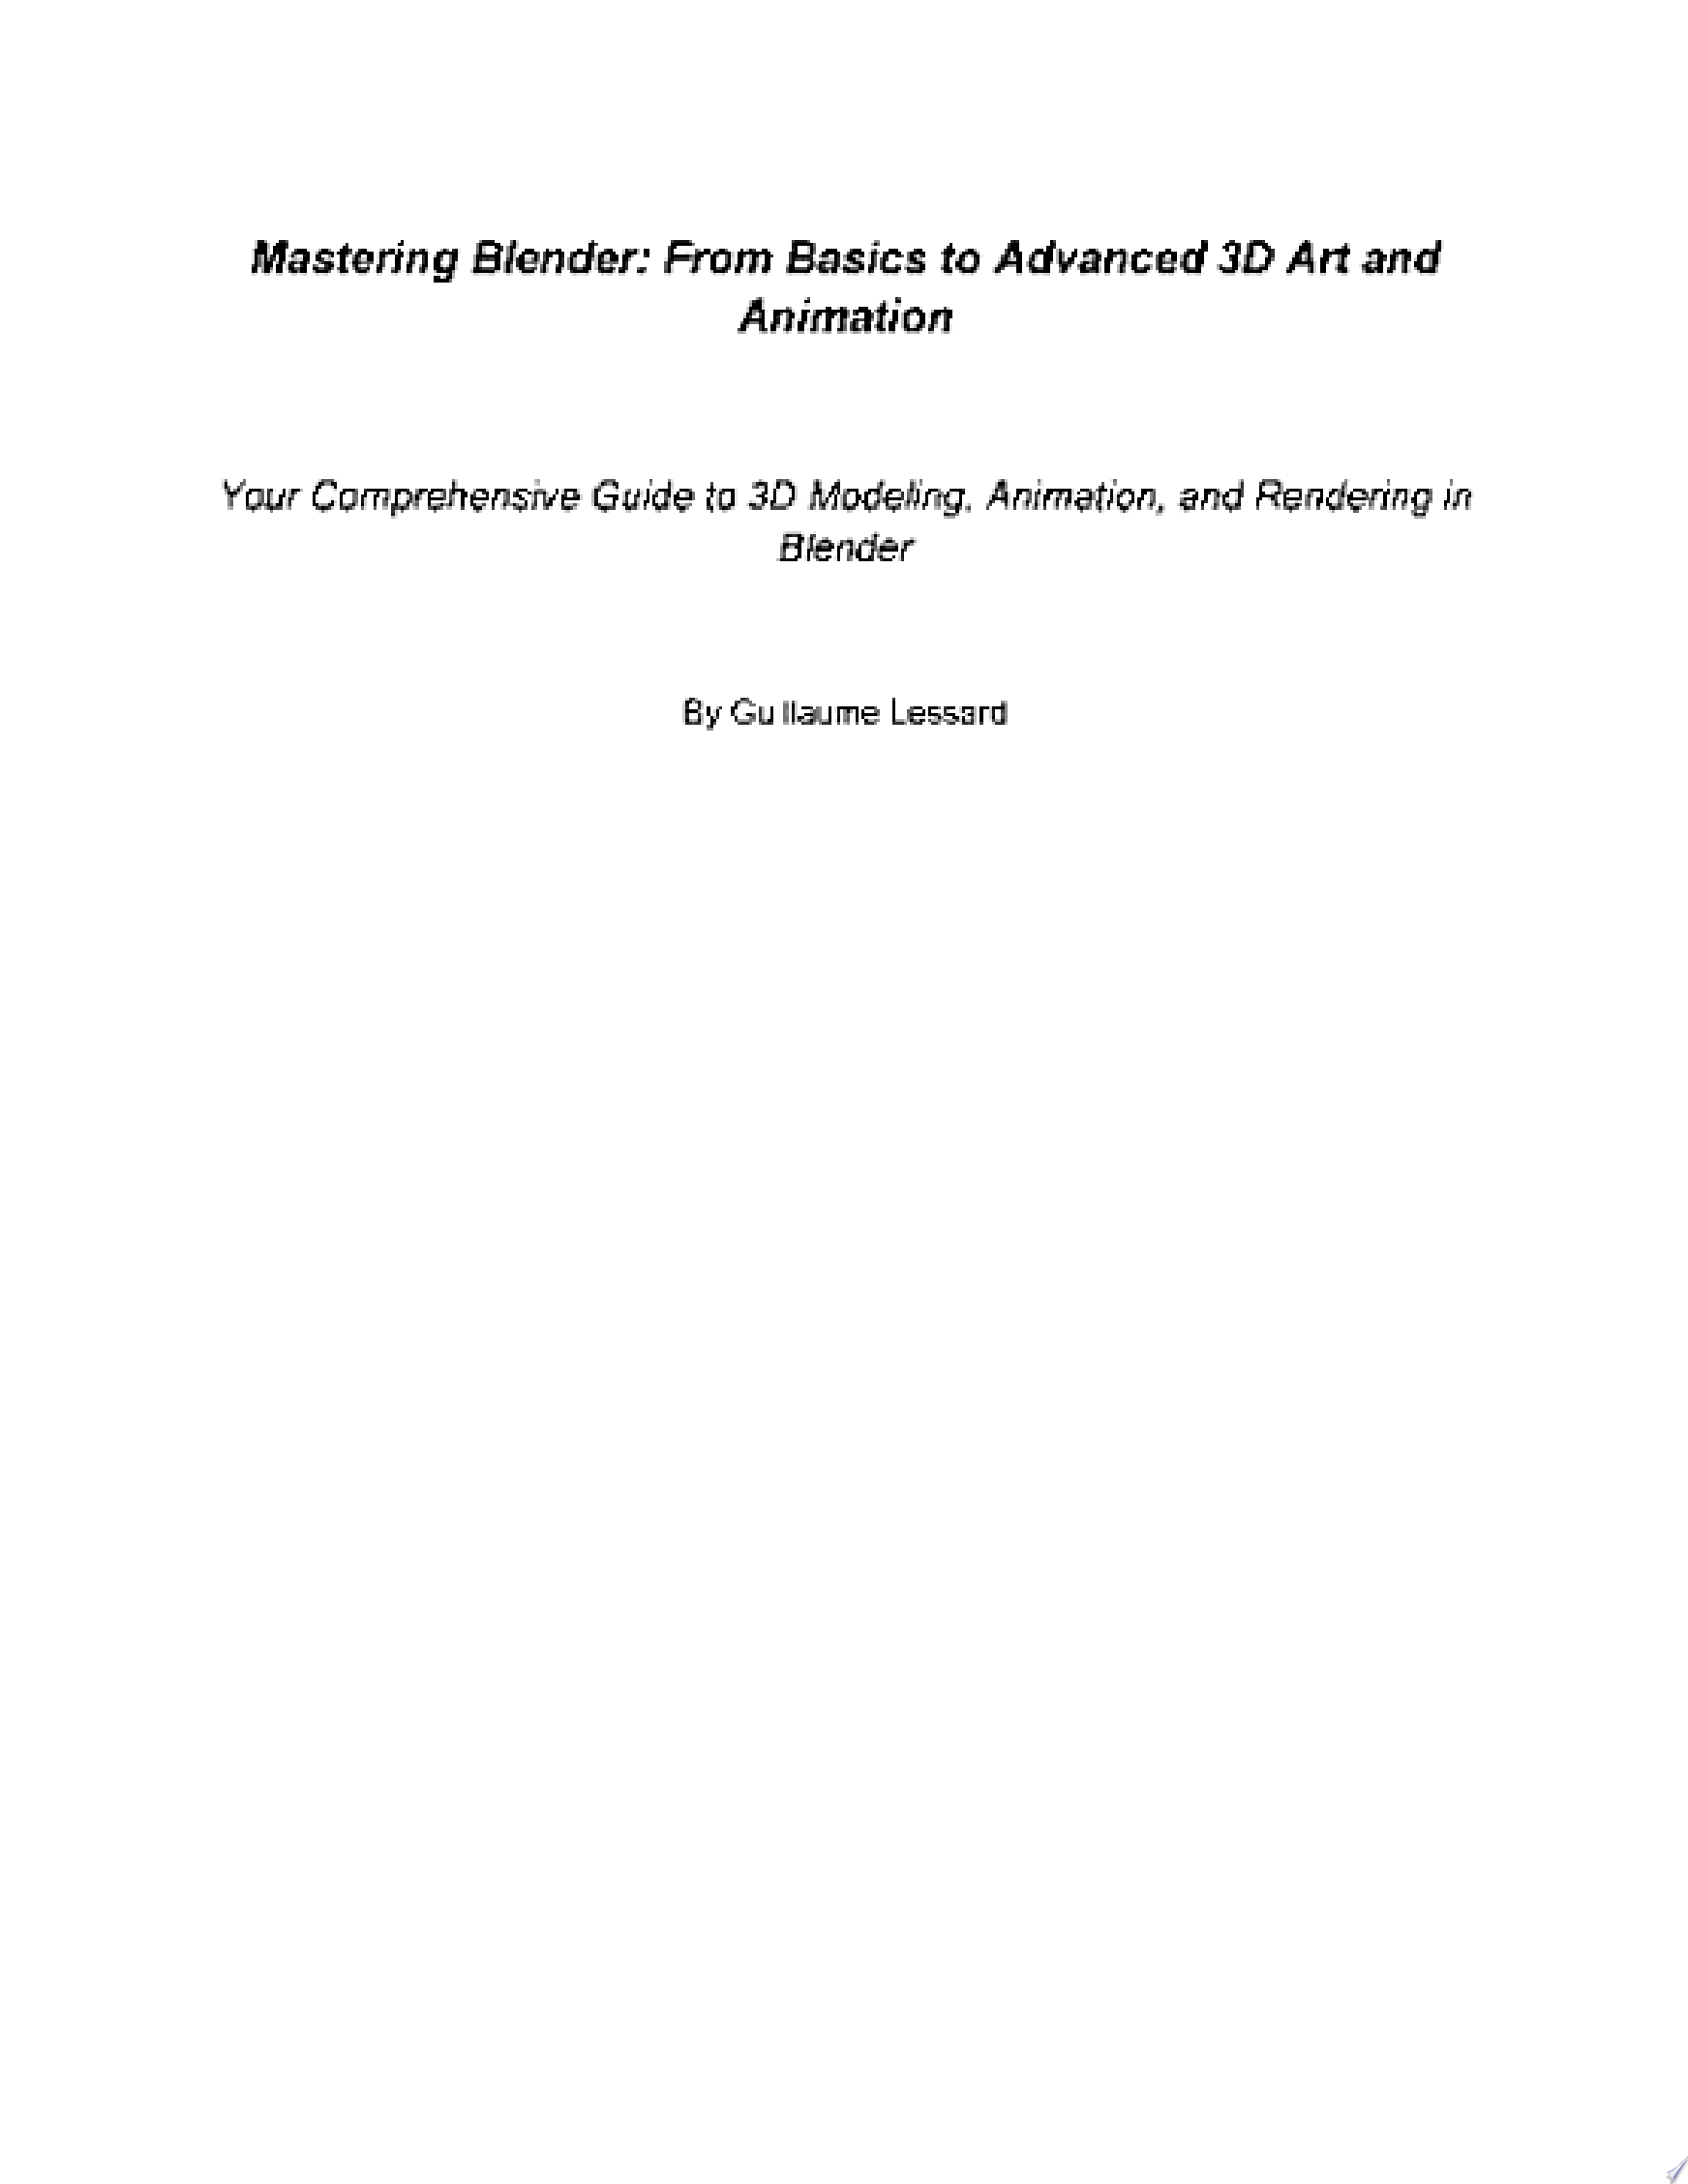 Mastering Blender: From Basics to Advanced 3D Art and
Animation
Your Comprehensive Guide to 3D Modeling, Animation, and Rendering in
Blender
By Guillaume Lessard